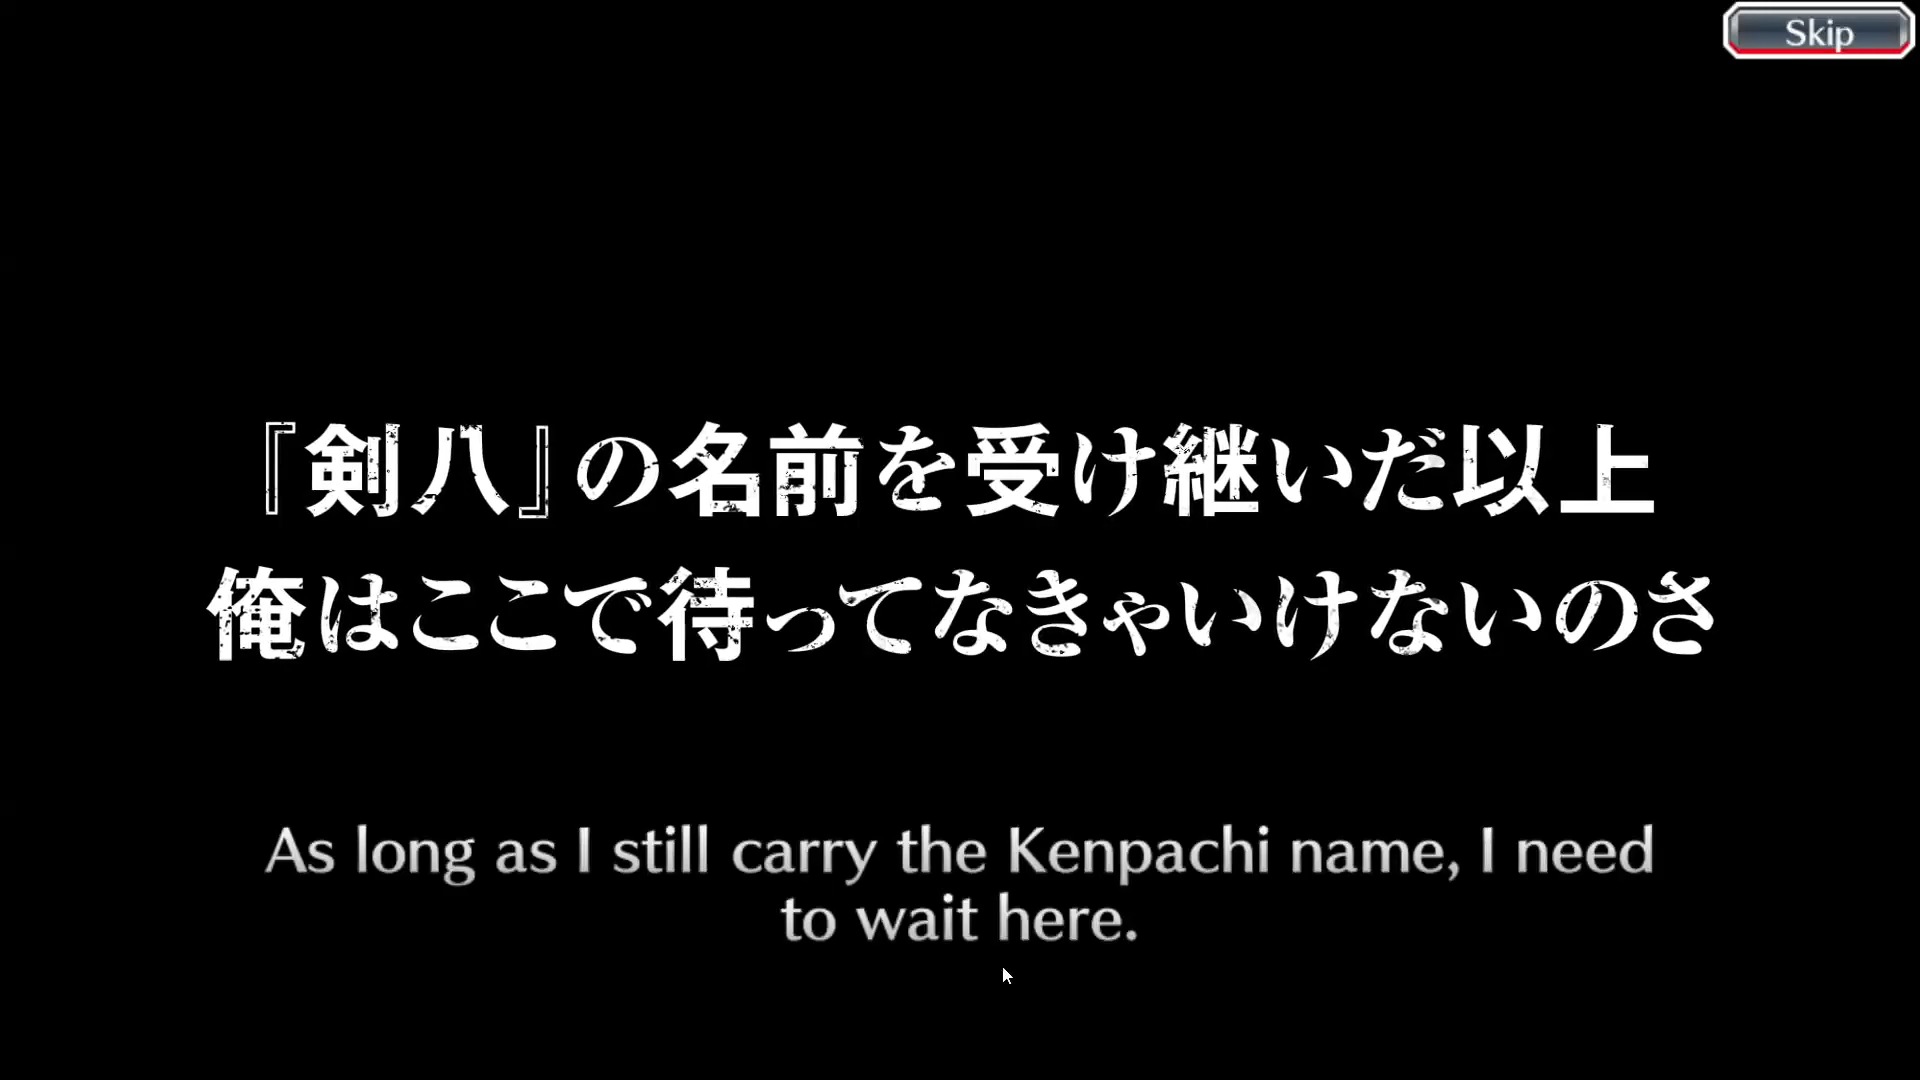 Skip
『剣八』の名前を受け継いだ以上
俺はここで待ってなきゃいけないのさ
As long as I still carry the Kenpachi name, I need
to wait here.